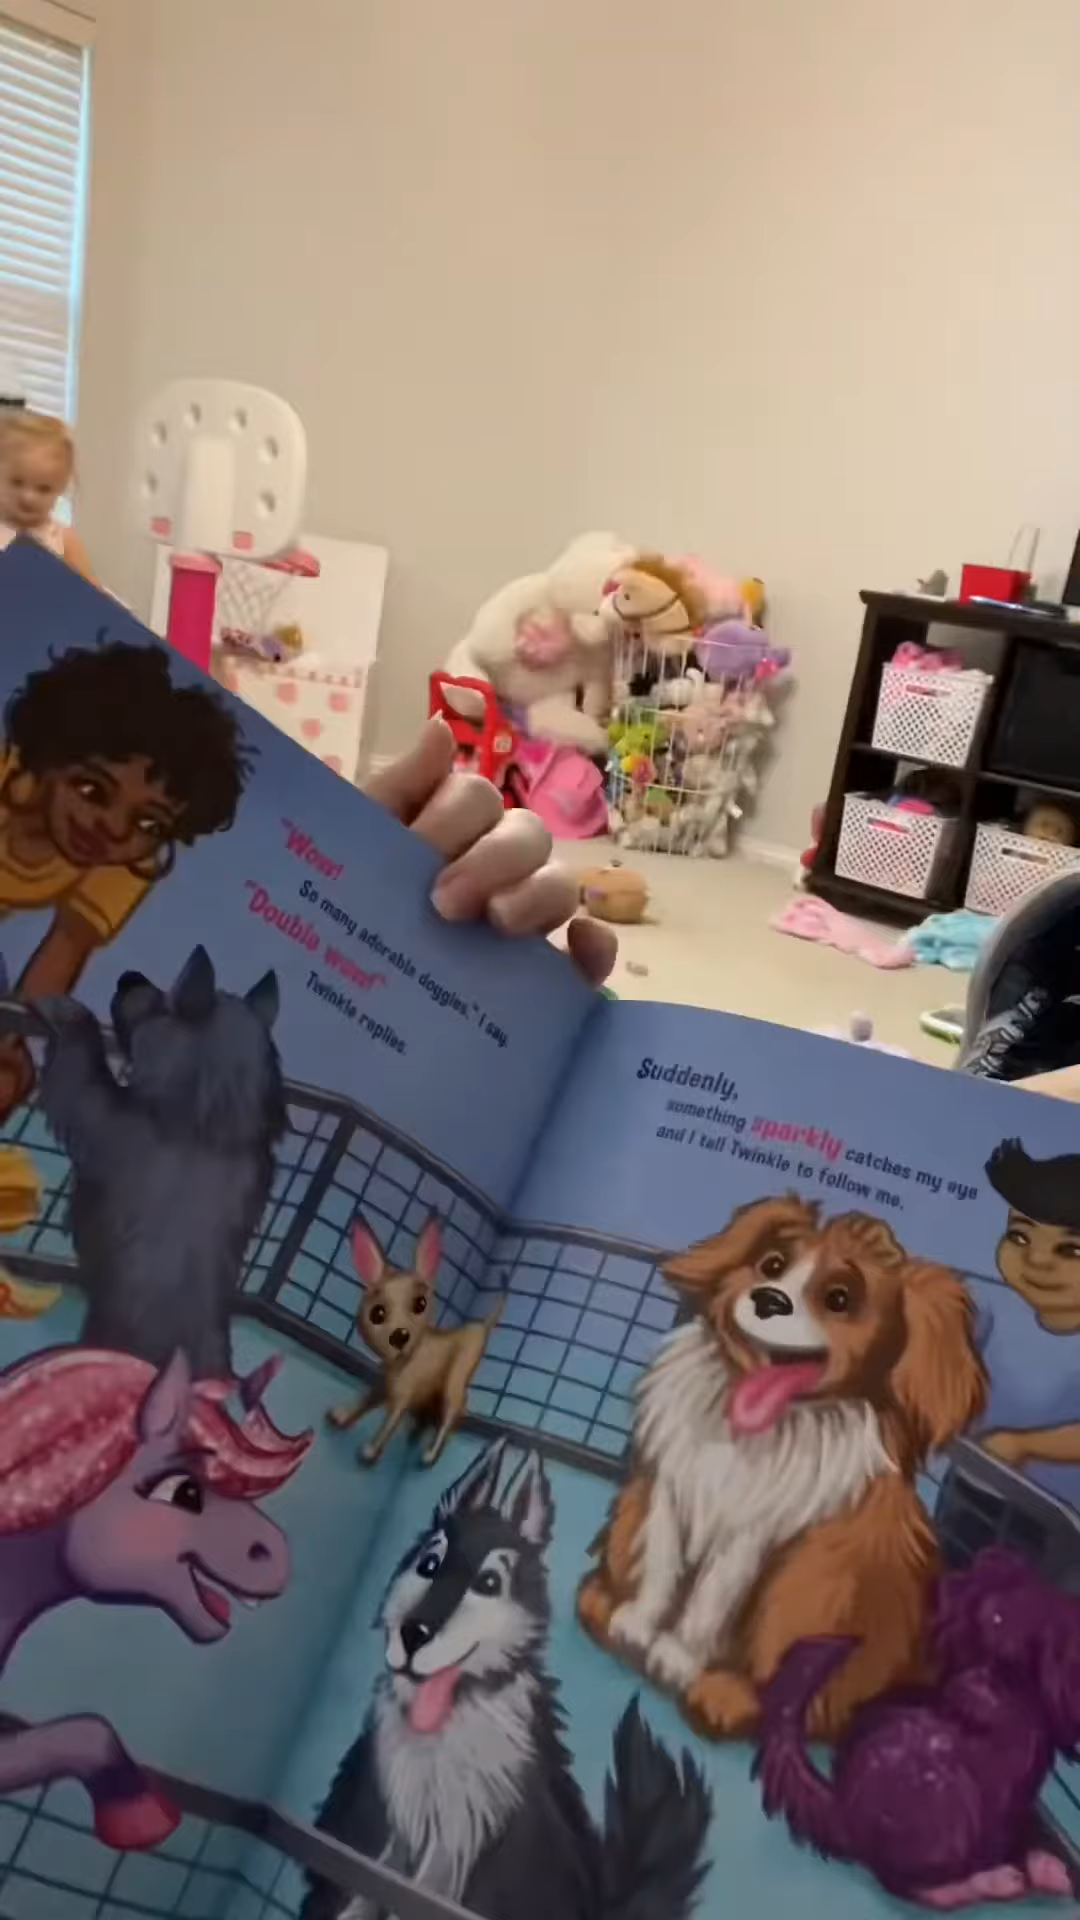 "Wow!
So many adorable doggies," I say.
"Double wow!"
Twinkle replies.
Suddenly,
something sparkly catches my eye
and I tell Twinkle to follow me.